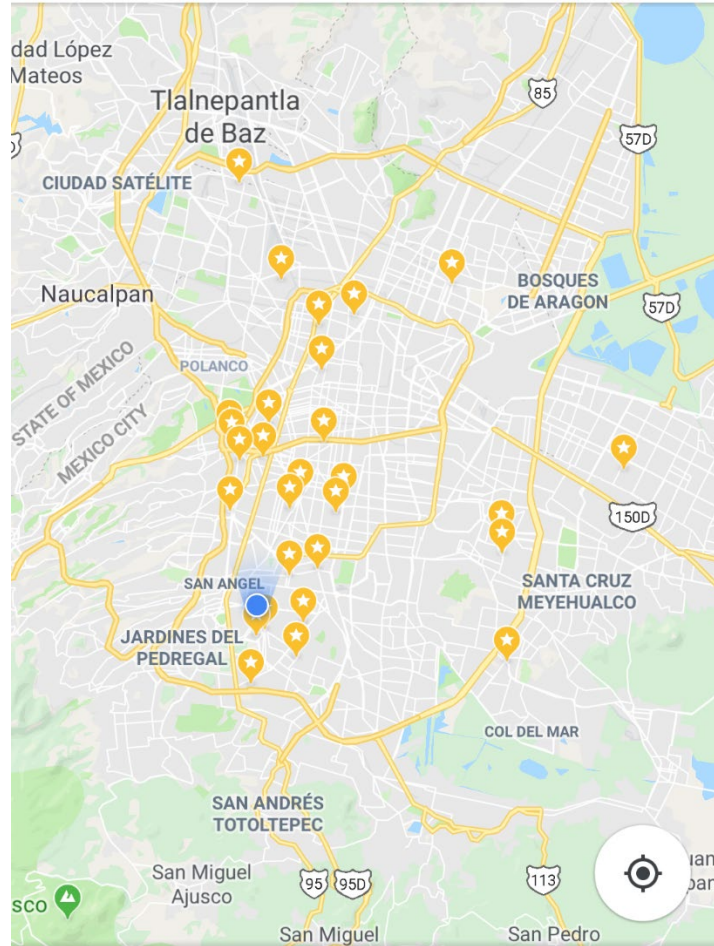 dad López
Mateos
Tlalnepantla
de Baz
85
57D
CIUDAD SATÉLITE
Naucalpan
BOSQUES
DE ARAGON
57D
POLANCO
STATE OF MEXICO
MEXICO CITY
150D
SAN ANGEL
SANTA CRUZ
MEYEHUALCO
JARDINES DEL
PEDREGAL
COL DEL MAR
SAN ANDRÉS
TOTOLTEPEC
San Miguel
Ajusco
95
95D
113
sco
San Miguel
San Pedro